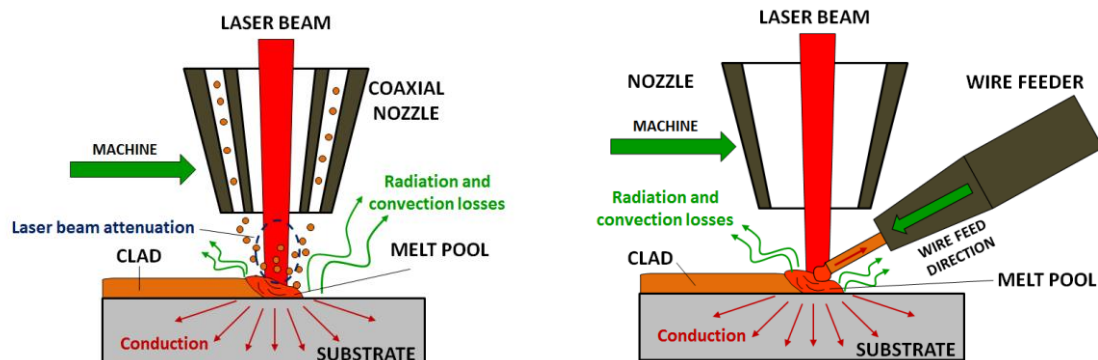 LASER BEAM
COAXIAL
NOZZLE
MACHINE
Radiation and
convection losses
Laser beam attenuation
MELT POOL
CLAD
Conduction
SUBSTRATE
LASER BEAM
NOZZLE
WIRE FEEDER
MACHINE
Radiation and
convection losses
WIRE FEED
DIRECTION
CLAD
MELT POOL
Conduction
SUBSTRATE